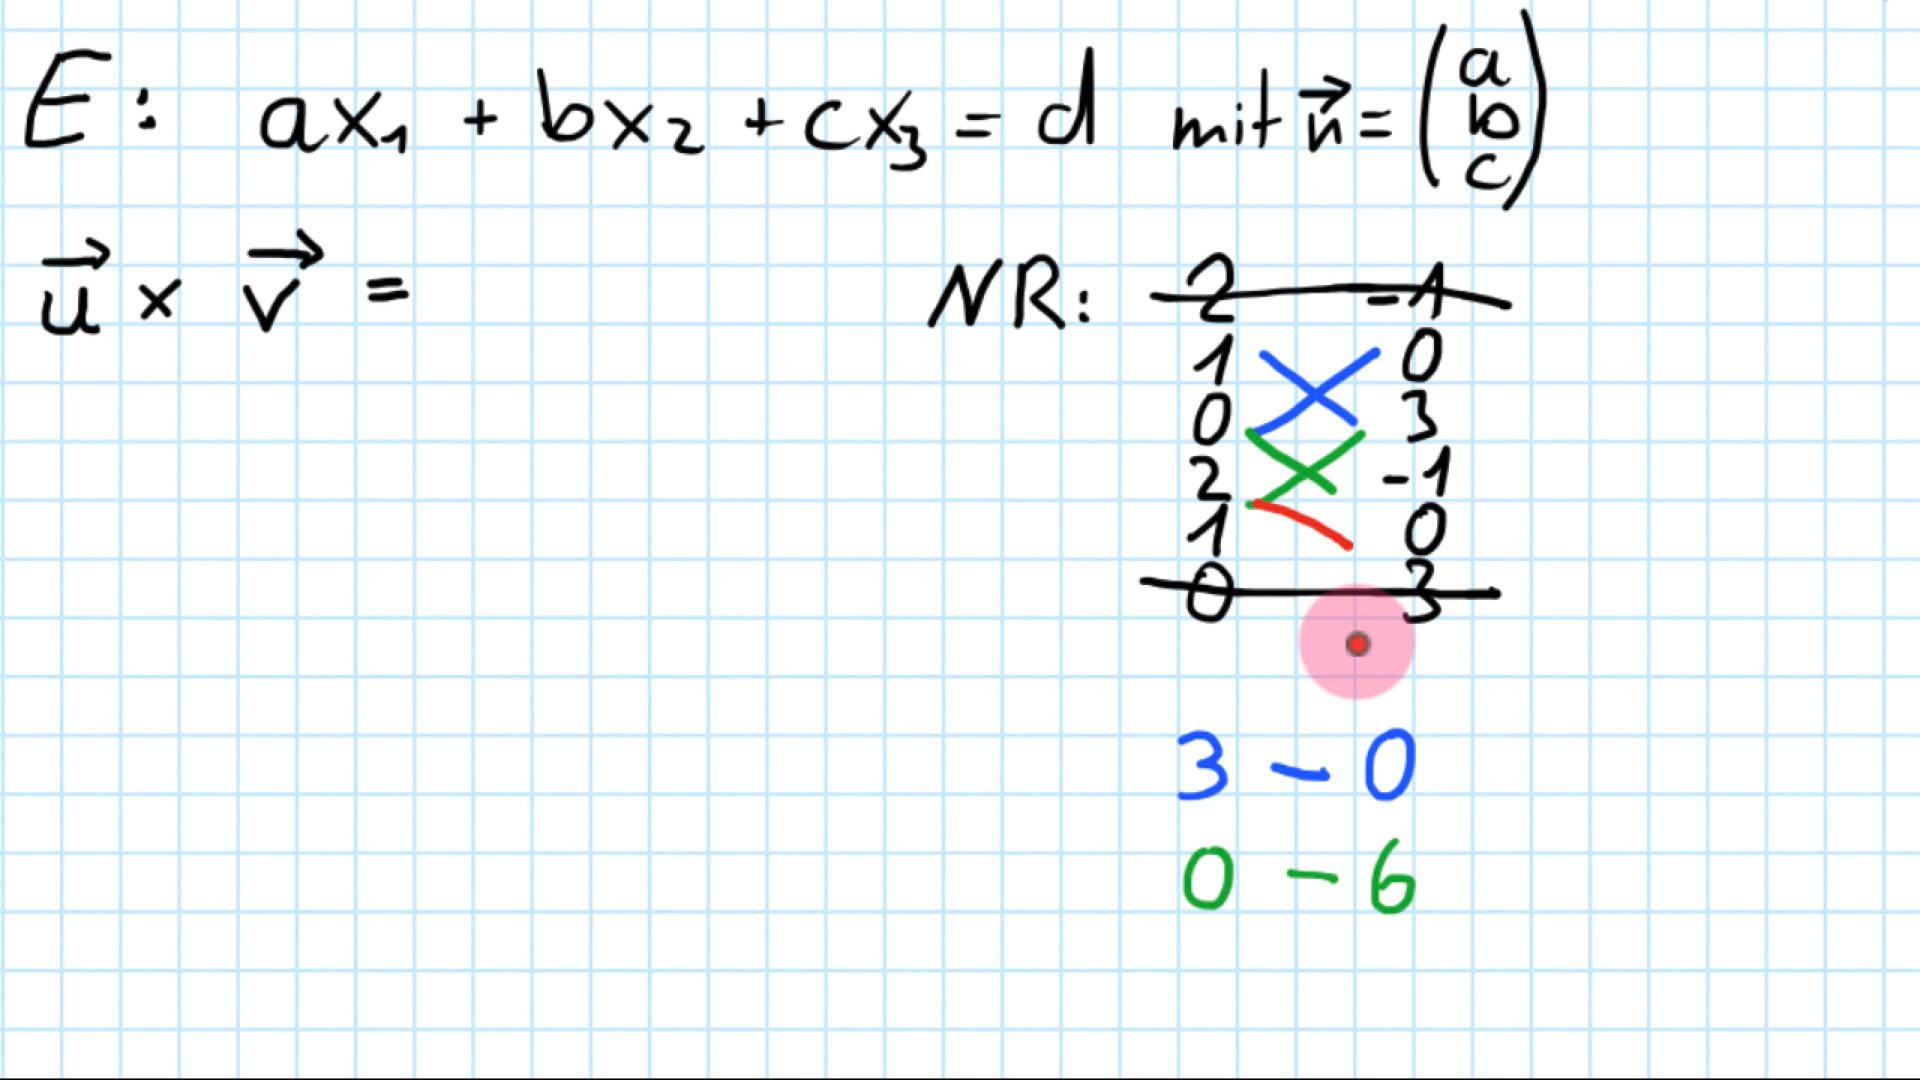 E: ax₁ + bx₂ + cx₃ = d mit n⃗ = (a b c)
u⃗ × v⃗ =
NR: 2 -1
1 0
0 3
2 -1
1 0
0 3
3 - 0
0 - 6